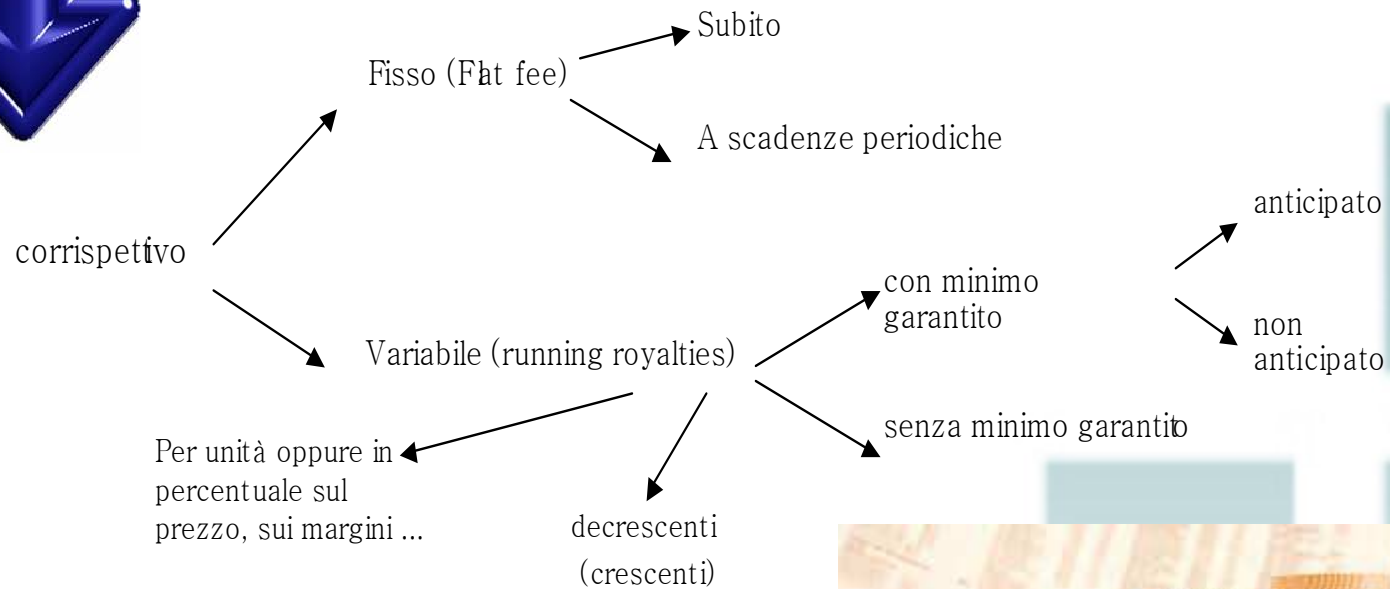 Subito
Fisso (Flat fee)
A scadenze periodiche
anticipato
corrispettivo
con minimo
garantito
non
anticipato
Variabile (running royalties)
senza minimo garantito
Per unità oppure in
percentuale sul
prezzo, sui margini ...
decrescenti
(crescenti)